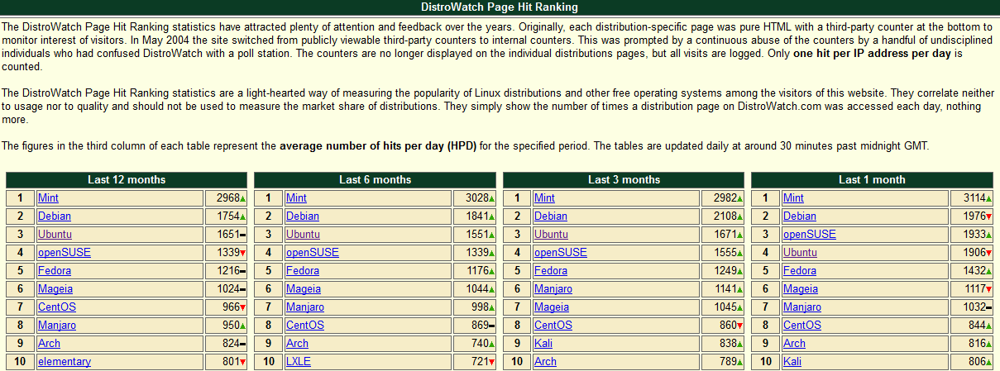 DistroWatch Page Hit Ranking
The DistroWatch Page Hit Ranking statistics have attracted plenty of attention and feedback over the years. Originally, each distribution-specific page was pure HTML with a third-party counter at the bottom to
monitor interest of visitors. In May 2004 the site switched from publicly viewable third-party counters to internal counters. This was prompted by a continuous abuse of the counters by a handful of undisciplined
individuals who had confused DistroWatch with a poll station. The counters are no longer displayed on the individual distributions pages, but all visits are logged. Only one hit per IP address per day is
counted.
The DistroWatch Page Hit Ranking statistics are a light-hearted way of measuring the popularity of Linux distributions and other free operating systems among the visitors of this website. They correlate neither
to usage nor to quality and should not be used to measure the market share of distributions. They simply show the number of times a distribution page on DistroWatch.com was accessed each day, nothing
more.
The figures in the third column of each table represent the average number of hits per day (HPD) for the specified period. The tables are updated daily at around 30 minutes past midnight GMT.
Last 12 months Last 6 months Last 3 months Last 1 month
1 Mint 2968 1 Mint 3028 1 Mint 2982 1 Mint 3114
2 Debian 1754 2 Debian 1841 2 Debian 2108 2 Debian 1976
3 Ubuntu 1651 3 Ubuntu 1551 3 Ubuntu 1671 3 openSUSE 1933
4 openSUSE 1339 4 openSUSE 1339 4 openSUSE 1555 4 Ubuntu 1906
5 Fedora 1216 5 Fedora 1176 5 Fedora 1249 5 Fedora 1432
6 Mageia 1024 6 Mageia 1044 6 Manjaro 1141 6 Mageia 1117
7 CentOS 966 7 Manjaro 998 7 Mageia 1045 7 Manjaro 1032
8 Manjaro 950 8 CentOS 869 8 CentOS 860 8 CentOS 844
9 Arch 824 9 Arch 740 9 Kali 838 9 Arch 816
10 elementary 801 10 LXLE 721 10 Arch 789 10 Kali 806